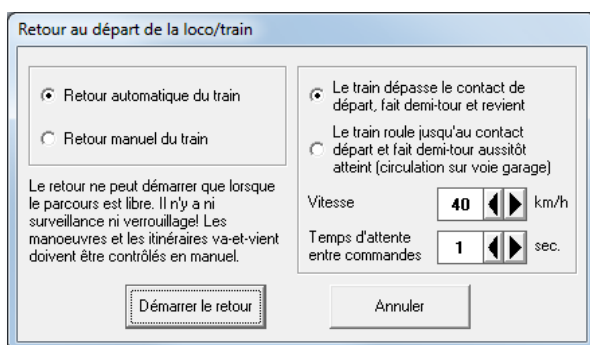 Retour au départ de la loco/train
Retour automatique du train
Retour manuel du train
Le retour ne peut démarrer que lorsque
le parcours est libre. Il n'y a ni
surveillance ni verrouillage! Les
manoeuvres et les itinéraires va-et-vient
doivent être contrôlés en manuel.
Le train dépasse le contact de
départ, fait demi-tour et revient
Le train roule jusqu'au contact
départ et fait demi-tour aussitôt
atteint (circulation sur voie garage)
Vitesse 40 km/h
Temps d'attente
entre commandes 1 sec.
Démarrer le retour Annuler